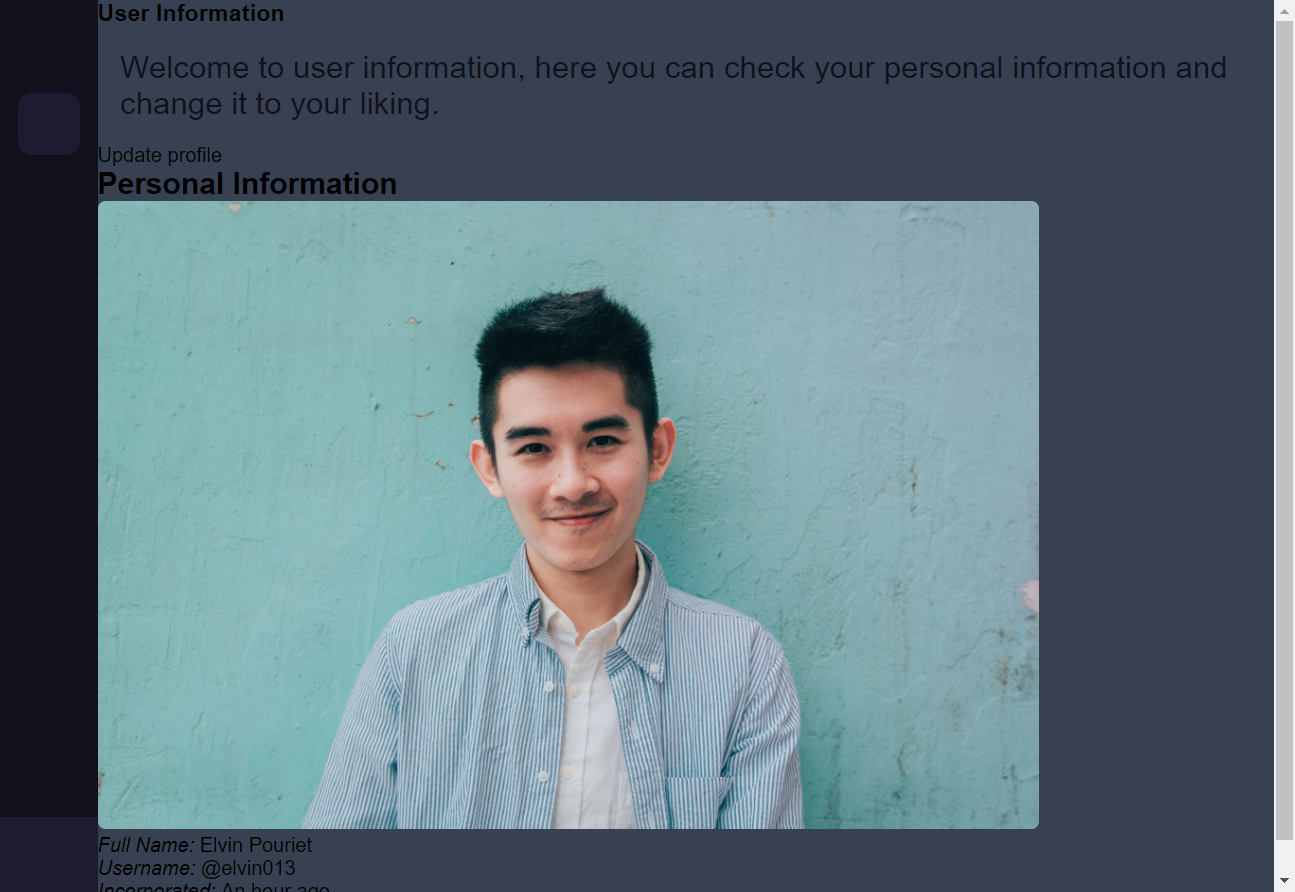 User Information
Welcome to user information, here you can check your personal information and
change it to your liking.
Update profile
Personal Information
Full Name: Elvin Pouriet
Username: @elvin013
Incorporated: An hour ago